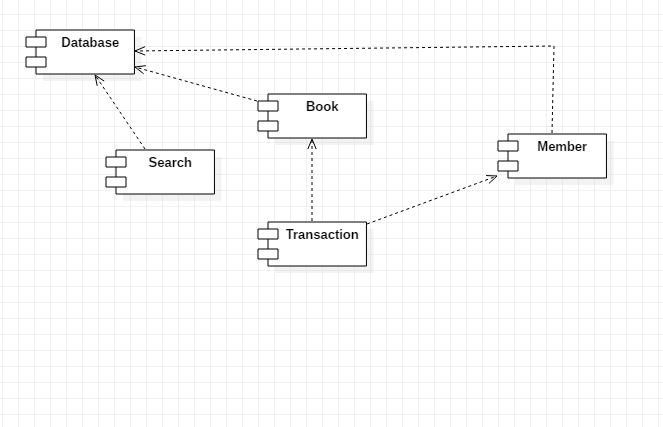 Database
Book
Member
Search
Transaction